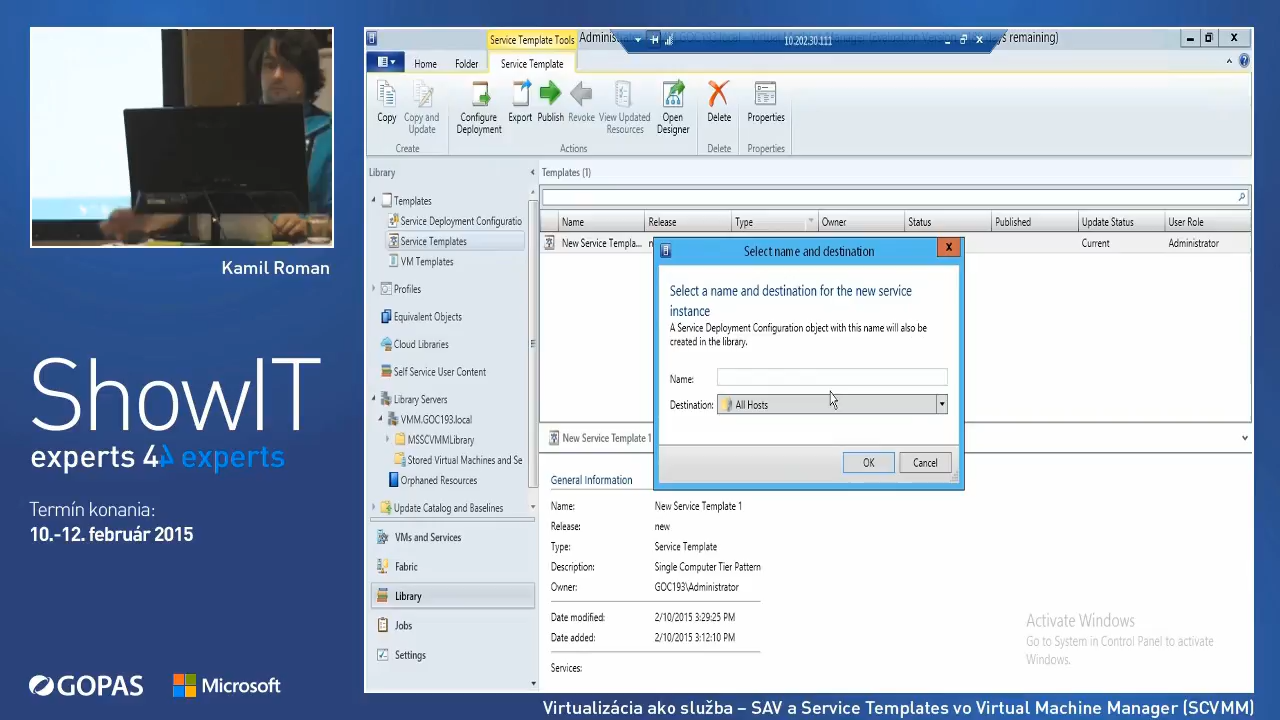 Service Template Tools
10.202.30.111
Home
Folder
Service Template
Copy
Copy and Update
Create
Configure Deployment
Export
Publish
Revoke
View Updated Resources
Open Designer
Actions
Delete
Delete
Properties
Properties
Library
Templates
Service Deployment Configuratio
Service Templates
VM Templates
Profiles
Equivalent Objects
Cloud Libraries
Self Service User Content
Library Servers
VMM.GOC193.local
MSSCVMMLibrary
Stored Virtual Machines and Se
Orphaned Resources
Update Catalog and Baselines
VMs and Services
Fabric
Library
Jobs
Settings
Templates (1)
Name
Release
Type
Owner
Status
Published
Update Status
User Role
New Service Templa...
Current
Administrator
Select name and destination
Select a name and destination for the new service
instance
A Service Deployment Configuration object with this name will also be
created in the library.
Name:
Destination:
All Hosts
OK
Cancel
New Service Template 1
General Information
Name: New Service Template 1
Release: new
Type: Service Template
Description: Single Computer Tier Pattern
Owner: GOC193\Administrator
Date modified: 2/10/2015 3:29:25 PM
Date added: 2/10/2015 3:12:10 PM
Services:
Activate Windows
Go to System in Control Panel to activate
Windows.
Kamil Roman
ShowIT
experts 44 experts
Termín konania:
10.-12. február 2015
GOPAS
Microsoft
Virtualizácia ako služba – SAV a Service Templates vo Virtual Machine Manager (SCVMM)